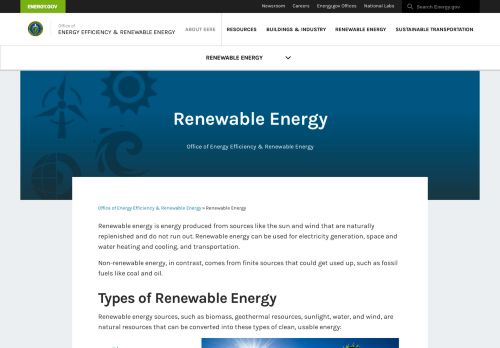 ENERGY.GOV
Newsroom Careers Energy.gov Offices National Labs Search Energy.gov
Office of
ENERGY EFFICIENCY & RENEWABLE ENERGY
ABOUT EERE RESOURCES BUILDINGS & INDUSTRY RENEWABLE ENERGY SUSTAINABLE TRANSPORTATION
RENEWABLE ENERGY
Renewable Energy
Office of Energy Efficiency & Renewable Energy
Office of Energy Efficiency & Renewable Energy » Renewable Energy
Renewable energy is energy produced from sources like the sun and wind that are naturally
replenished and do not run out. Renewable energy can be used for electricity generation, space and
water heating and cooling, and transportation.
Non-renewable energy, in contrast, comes from finite sources that could get used up, such as fossil
fuels like coal and oil.
Types of Renewable Energy
Renewable energy sources, such as biomass, geothermal resources, sunlight, water, and wind, are
natural resources that can be converted into these types of clean, usable energy: